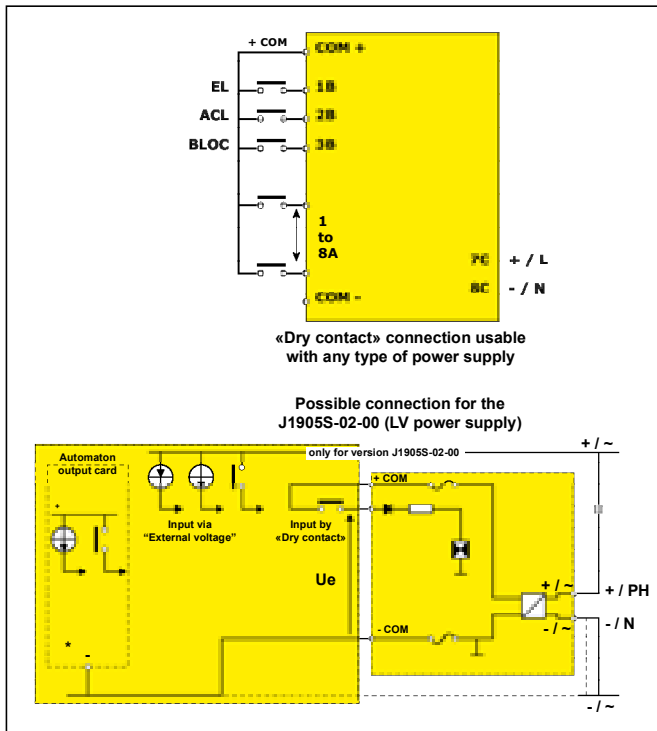 + COM
COM +
EL
1B
ACL
2B
BLOC
3B
1
to
8A
7C + / L
8C - / N
COM -
«Dry contact» connection usable
with any type of power supply
Possible connection for the
J1905S-02-00 (LV power supply)
+ / ~
only for version J1905S-02-00
Automaton
output card
+
+ COM
Input via
“External voltage”
Input by
«Dry contact»
Ue
+ / ~
+ / PH
- / ~
- / N
- COM
*
-
- / ~